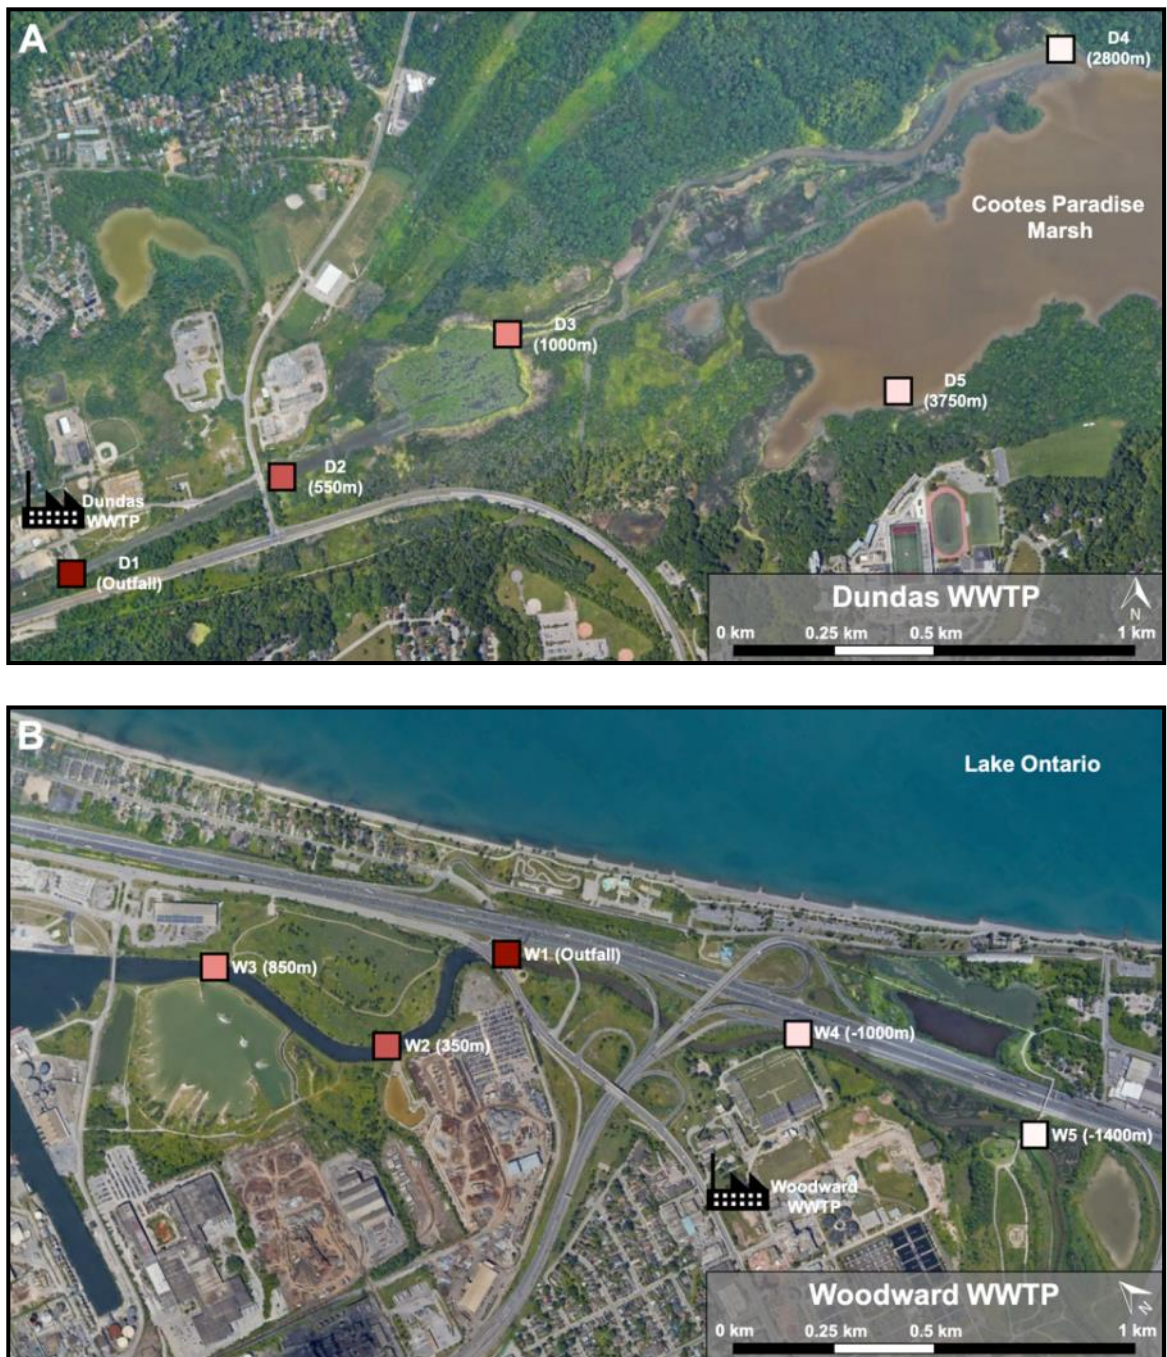 A
D4
(2800m)
Cootes Paradise
Marsh
D3
(1000m)
D5
(3750m)
D2
(550m)
Dundas
WWTP
D1
(Outfall)
Dundas WWTP
N
0 km 0.25 km 0.5 km 1 km
B
Lake Ontario
W1 (Outfall)
W3 (850m)
W4 (-1000m)
W2 (350m)
W5 (-1400m)
Woodward
WWTP
Woodward WWTP
N
0 km 0.25 km 0.5 km 1 km